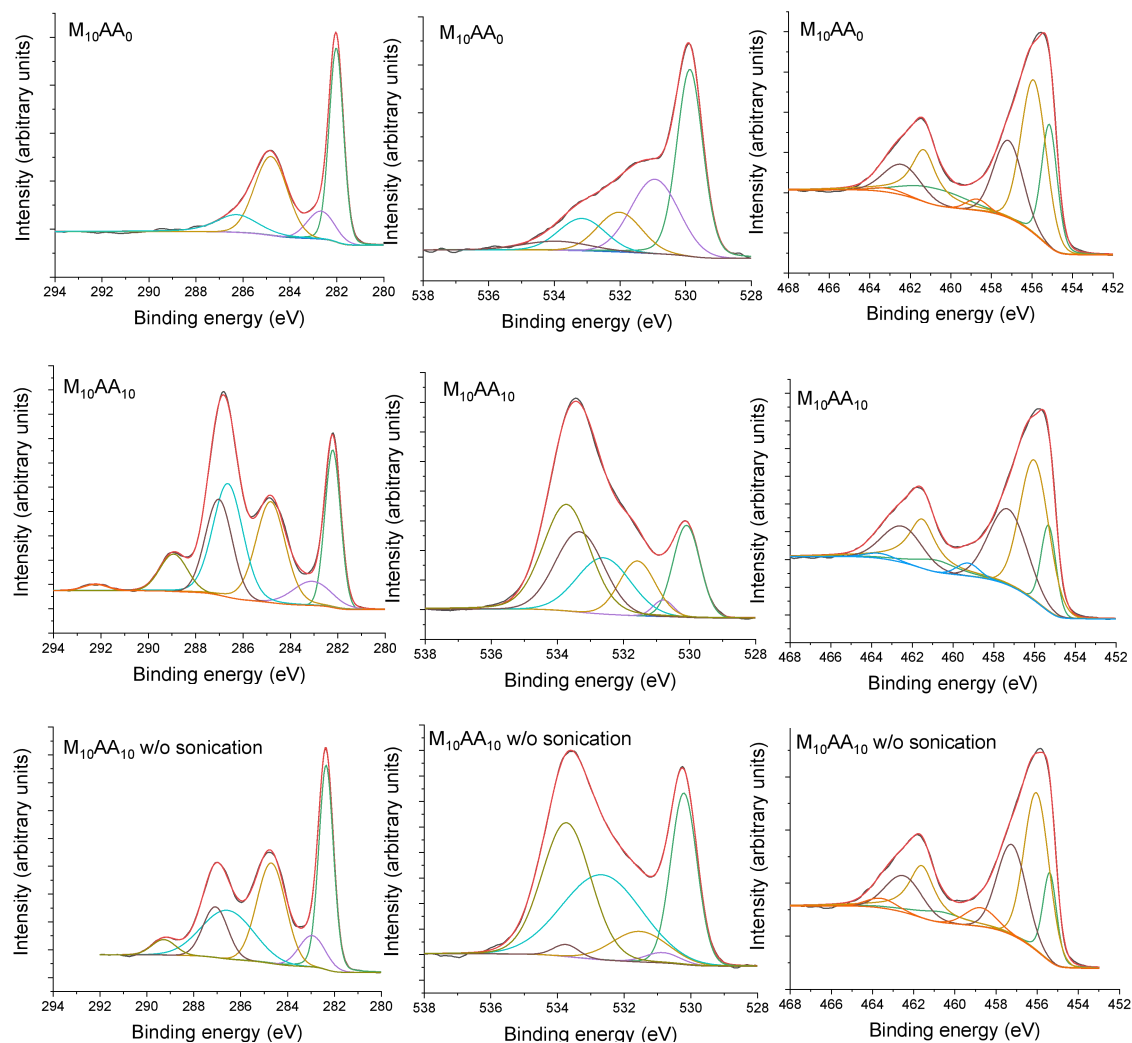 M₁₀AA₀
Intensity (arbitrary units)
294 292 290 288 286 284 282 280
Binding energy (eV)
M₁₀AA₀
Intensity (arbitrary units)
538 536 534 532 530 528
Binding energy (eV)
M₁₀AA₀
Intensity (arbitrary units)
468 466 464 462 460 458 456 454 452
Binding energy (eV)
M₁₀AA₁₀
Intensity (arbitrary units)
294 292 290 288 286 284 282 280
Binding energy (eV)
M₁₀AA₁₀
Intensity (arbitrary units)
538 536 534 532 530 528
Binding energy (eV)
M₁₀AA₁₀
Intensity (arbitrary units)
468 466 464 462 460 458 456 454 452
Binding energy (eV)
M₁₀AA₁₀ w/o sonication
Intensity (arbitrary units)
294 292 290 288 286 284 282 280
Binding energy (eV)
M₁₀AA₁₀ w/o sonication
Intensity (arbitrary units)
538 536 534 532 530 528
Binding energy (eV)
M₁₀AA₁₀ w/o sonication
Intensity (arbitrary units)
468 466 464 462 460 458 456 454 452
Binding energy (eV)